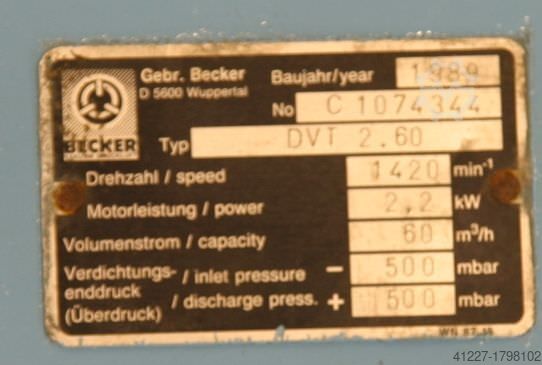 Gebr. Becker
D 5600 Wuppertal
BECKER
Baujahr/year 1989
No C 1074344
Typ DVT 2.60
Drehzahl / speed 1420 min-1
Motorleistung / power 2,2 kW
Volumenstrom / capacity 60 m³/h
Verdichtungs- / inlet pressure − 500 mbar
enddruck / discharge press. + 500 mbar
(Überdruck)
41227-1798102